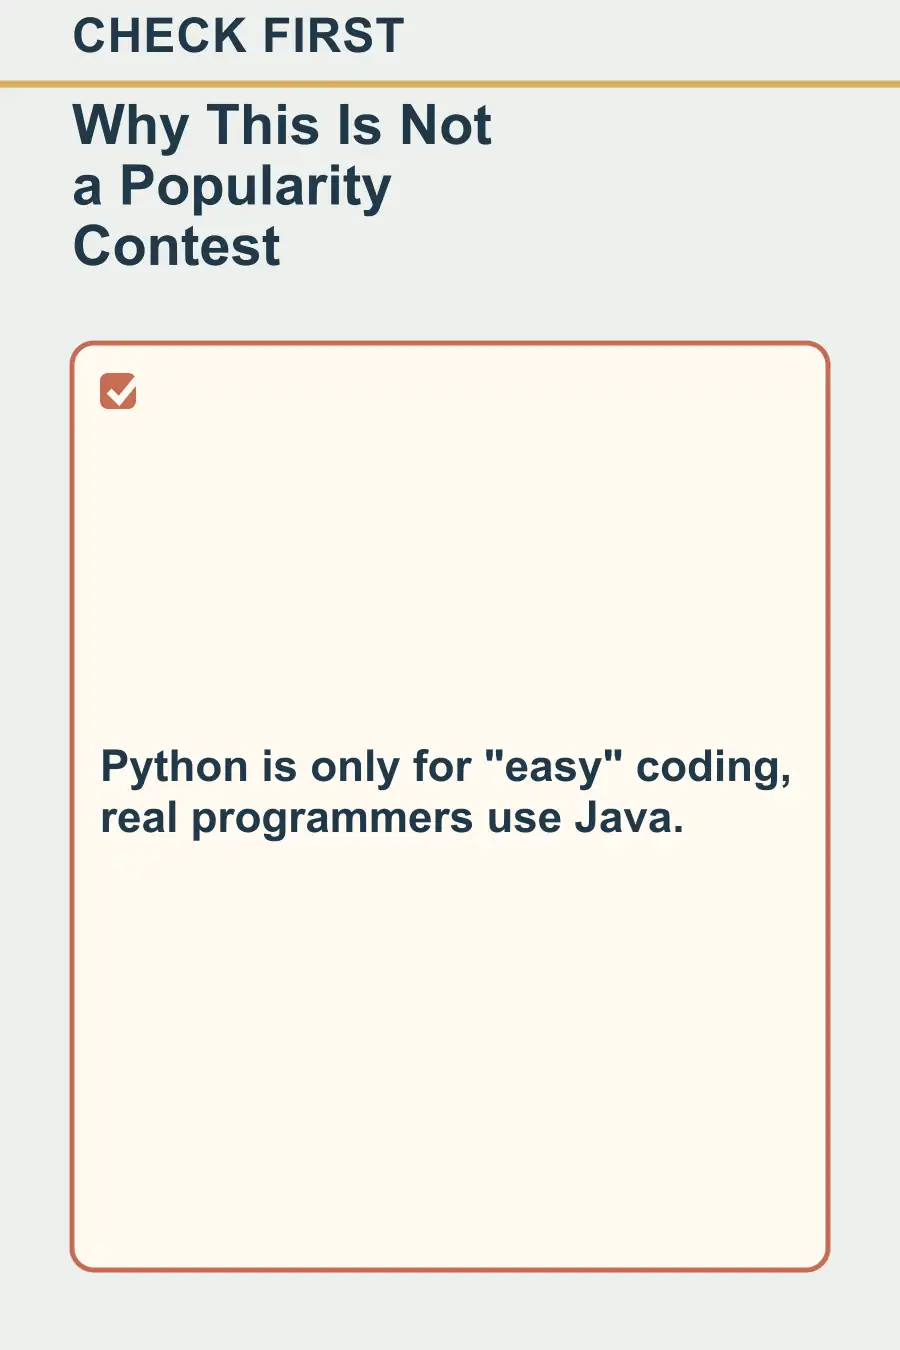 CHECK FIRST
Why This Is Not
a Popularity
Contest
Python is only for "easy" coding,
real programmers use Java.